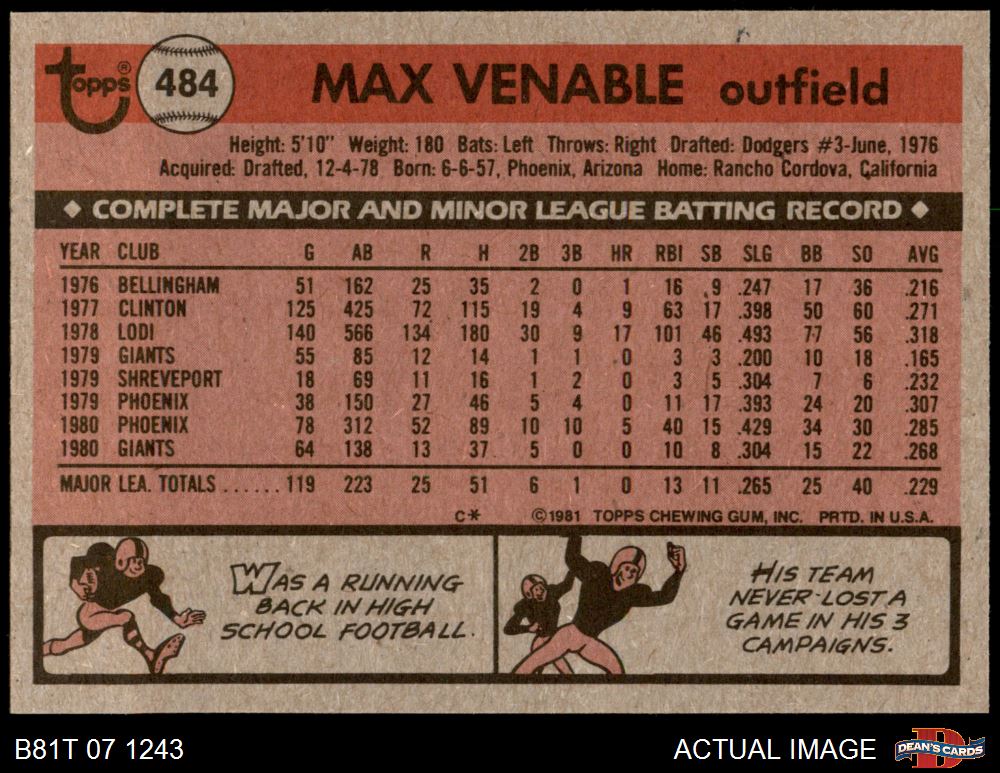 topps® 484 MAX VENABLE outfield
Height: 5'10" Weight: 180 Bats: Left Throws: Right Drafted: Dodgers #3-June, 1976
Acquired: Drafted, 12-4-78 Born: 6-6-57, Phoenix, Arizona Home: Rancho Cordova, California
◆ COMPLETE MAJOR AND MINOR LEAGUE BATTING RECORD ◆
YEAR CLUB G AB R H 2B 3B HR RBI SB SLG BB SO AVG
1976 BELLINGHAM 51 162 25 35 2 0 1 16 9 .247 17 36 .216
1977 CLINTON 125 425 72 115 19 4 9 63 17 .398 50 60 .271
1978 LODI 140 566 134 180 30 9 17 101 46 .493 77 56 .318
1979 GIANTS 55 85 12 14 1 1 0 3 3 .200 10 18 .165
1979 SHREVEPORT 18 69 11 16 1 2 0 3 5 .304 7 6 .232
1979 PHOENIX 38 150 27 46 5 4 0 11 17 .393 24 20 .307
1980 PHOENIX 78 312 52 89 10 10 5 40 15 .429 34 30 .285
1980 GIANTS 64 138 13 37 5 0 0 10 8 .304 15 22 .268
MAJOR LEA. TOTALS ...... 119 223 25 51 6 1 0 13 11 .265 25 40 .229
C* ©1981 TOPPS CHEWING GUM, INC. PRTD. IN U.S.A.
WAS A RUNNING
BACK IN HIGH
SCHOOL FOOTBALL.
HIS TEAM
NEVER LOST A
GAME IN HIS 3
CAMPAIGNS.
B81T 07 1243 ACTUAL IMAGE DEAN'S CARDS